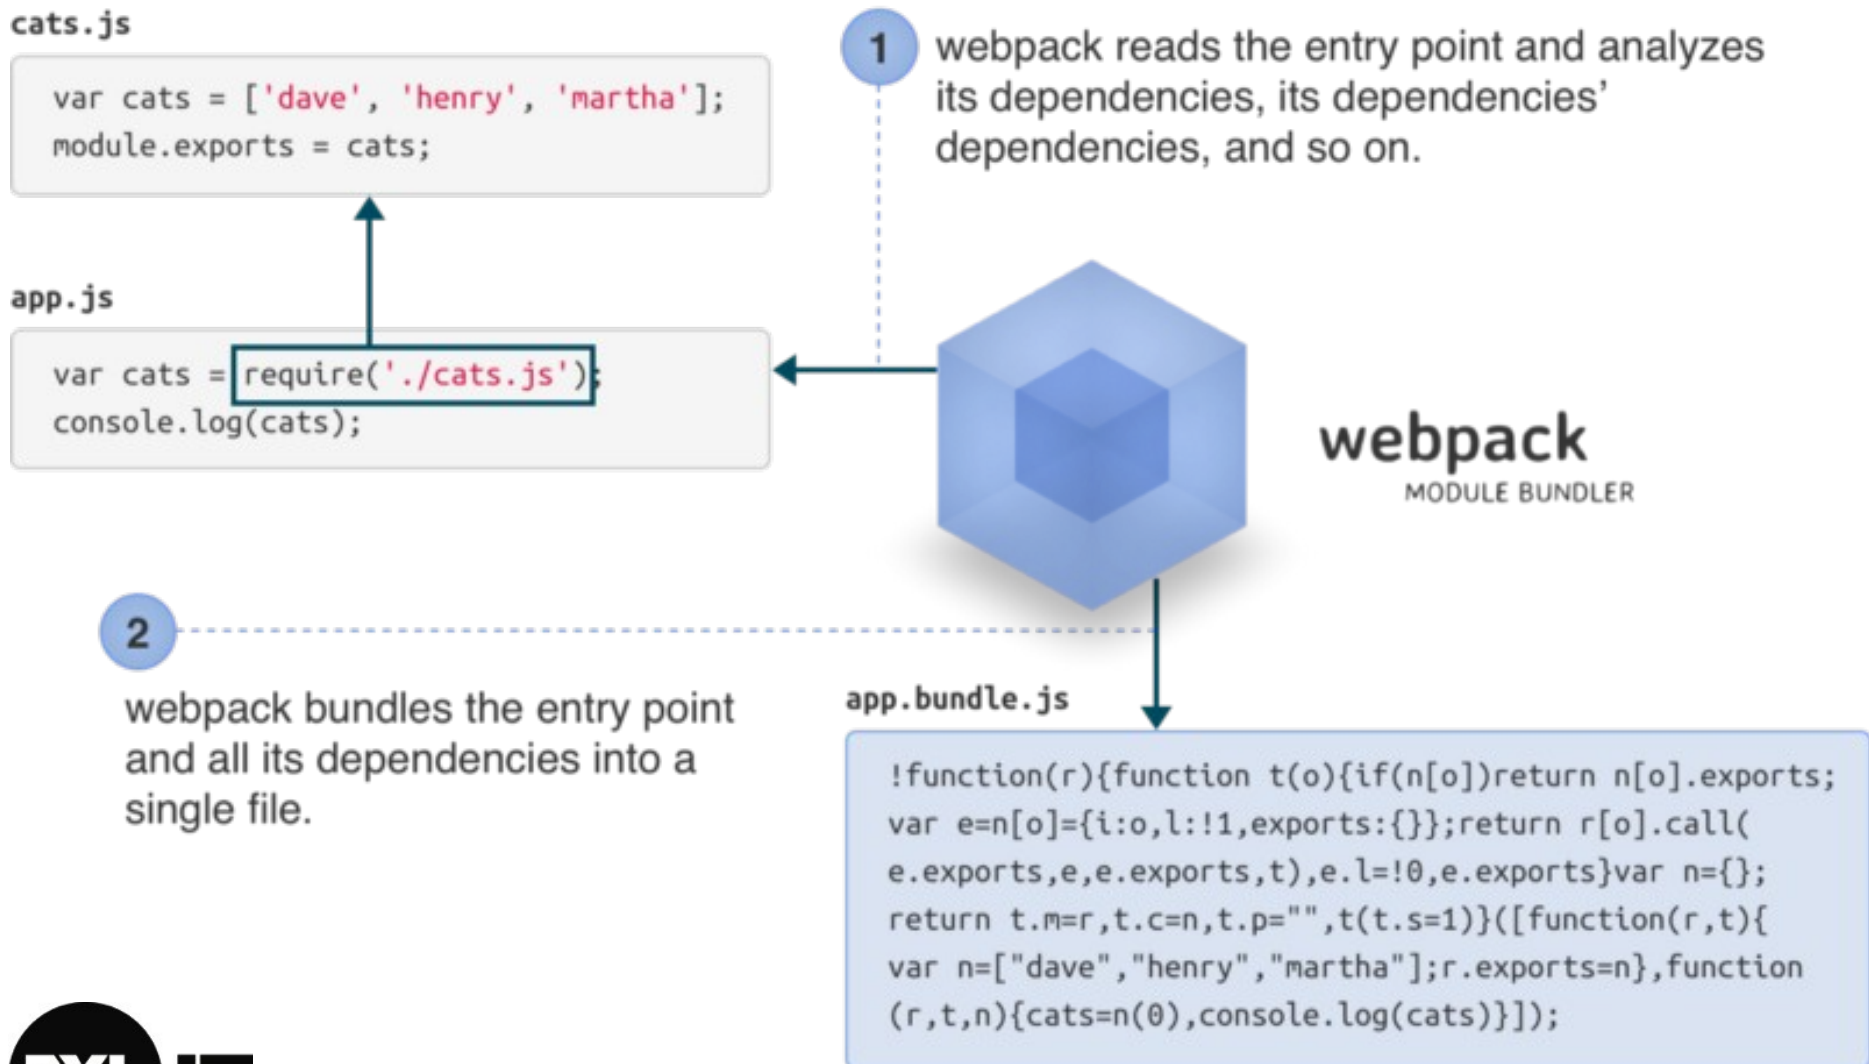 cats.js
var cats = ['dave', 'henry', 'martha'];
module.exports = cats;
app.js
var cats = require('./cats.js');
console.log(cats);
1
webpack reads the entry point and analyzes
its dependencies, its dependencies’
dependencies, and so on.
webpack
MODULE BUNDLER
2
webpack bundles the entry point
and all its dependencies into a
single file.
app.bundle.js
!function(r){function t(o){if(n[o])return n[o].exports;
var e=n[o]={i:o,l:!1,exports:{}};return r[o].call(
e.exports,e,e.exports,t),e.l=!0,e.exports}var n={};
return t.m=r,t.c=n,t.p="",t(t.s=1)}([function(r,t){
var n=["dave","henry","martha"];r.exports=n},function
(r,t,n){cats=n(0),console.log(cats)}]);